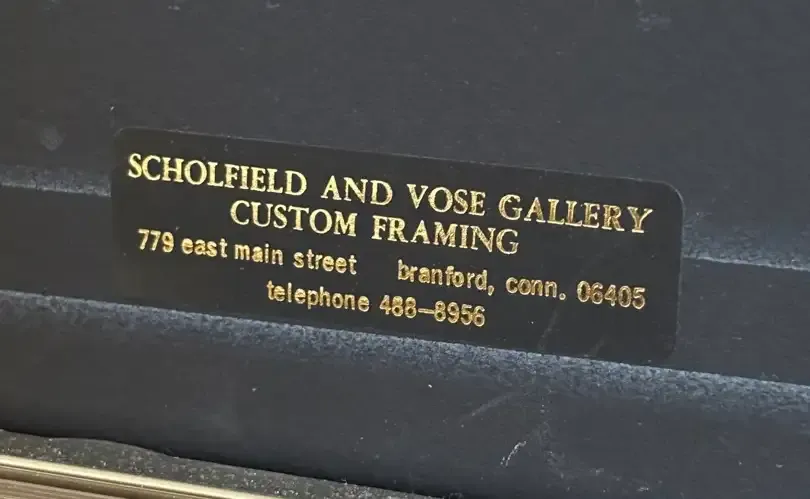 SCHOLFIELD AND VOSE GALLERY
CUSTOM FRAMING
779 east main street branford, conn. 06405
telephone 488-8956